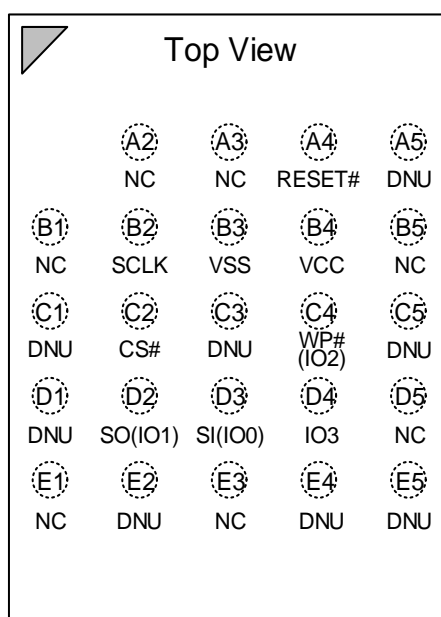 Top View
A2 A3 A4 A5
NC NC RESET# DNU
B1 B2 B3 B4 B5
NC SCLK VSS VCC NC
C1 C2 C3 C4 C5
DNU CS# DNU WP# DNU
(IO2)
D1 D2 D3 D4 D5
DNU SO(IO1) SI(IO0) IO3 NC
E1 E2 E3 E4 E5
NC DNU NC DNU DNU